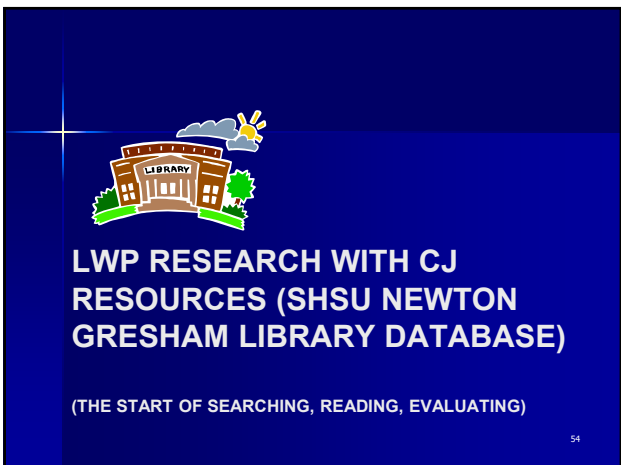 LIBRARY
LWP RESEARCH WITH CJ
RESOURCES (SHSU NEWTON
GRESHAM LIBRARY DATABASE)
(THE START OF SEARCHING, READING, EVALUATING)
54